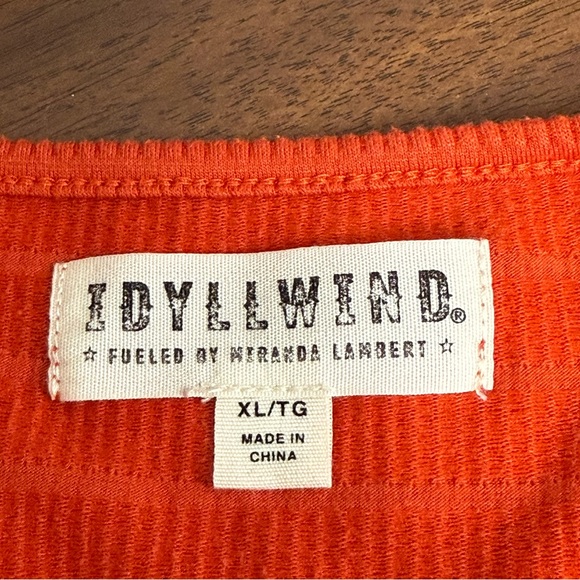 IDYLLWIND®
☆ FUELED BY MIRANDA LAMBERT ☆
XL/TG
MADE IN
CHINA